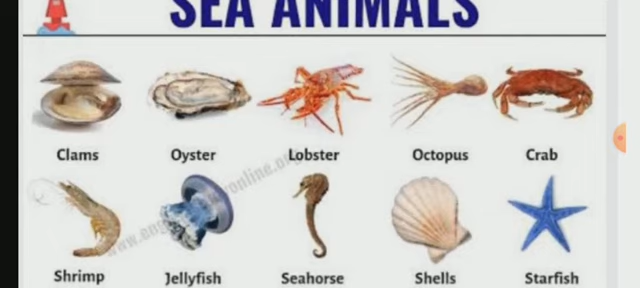 SEA ANIMALS
Clams Oyster Lobster Octopus Crab
Shrimp Jellyfish Seahorse Shells Starfish